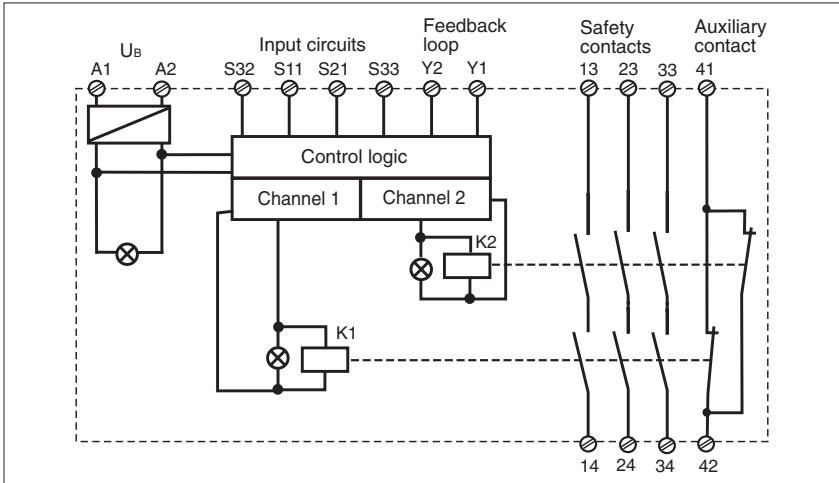 U_B
Input circuits
Feedback
loop
Safety
contacts
Auxiliary
contact
A1 A2 S32 S11 S21 S33 Y2 Y1 13 23 33 41
Control logic
Channel 1 Channel 2
K2
K1
14 24 34 42